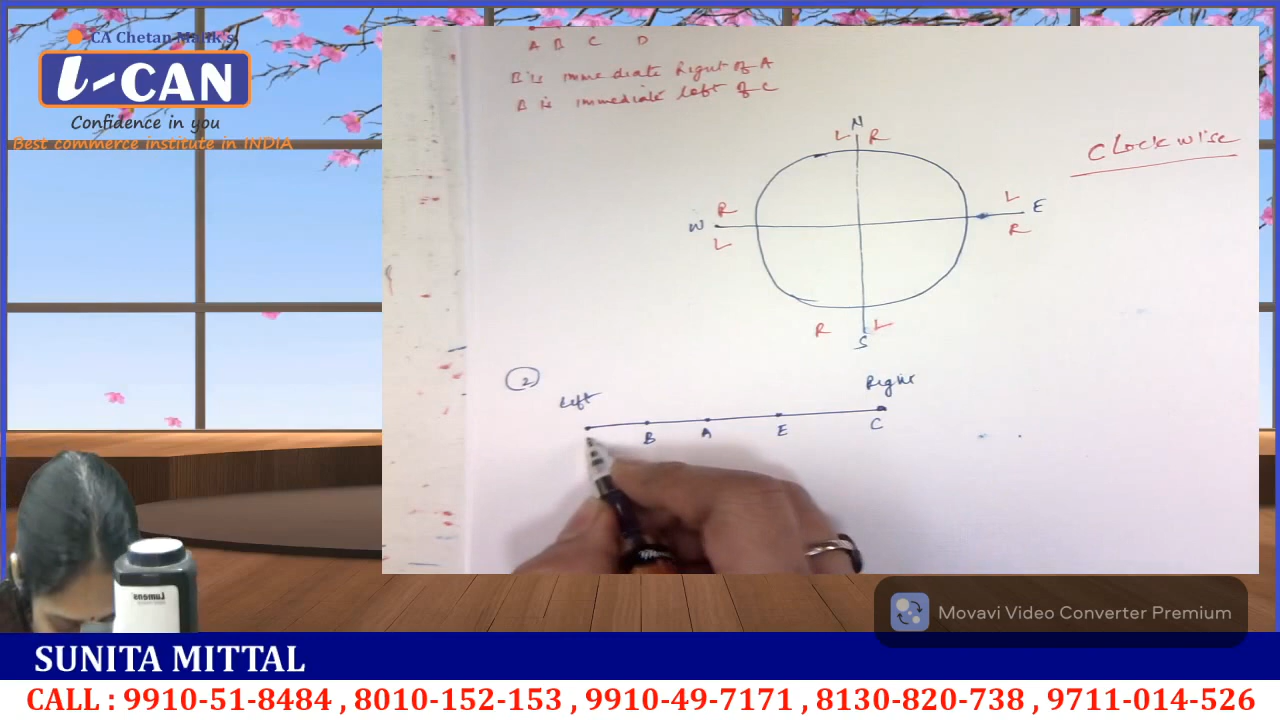 CA Chetan Malik's
i-CAN
Confidence in you
Best commerce institute in INDIA
A B C D
B is immediate Right of A
B is immediate left of C
Clockwise
N
L R
W R L
L E
R
R L
S
2
Left Right
B A E C
Lumens
Movavi Video Converter Premium
SUNITA MITTAL
CALL : 9910-51-8484 , 8010-152-153 , 9910-49-7171 , 8130-820-738 , 9711-014-526